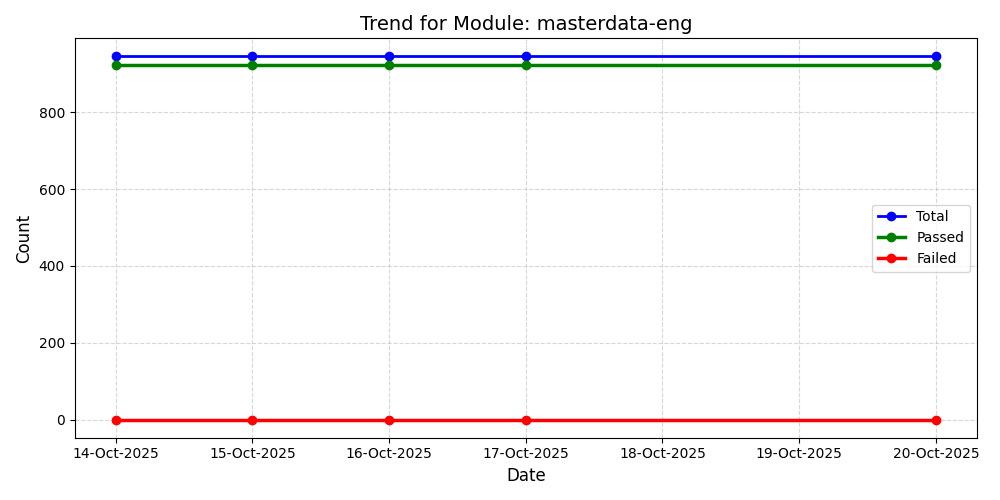 Trend for Module: masterdata-eng
Count
800
600
400
200
0
Total
Passed
Failed
14-Oct-2025 15-Oct-2025 16-Oct-2025 17-Oct-2025 18-Oct-2025 19-Oct-2025 20-Oct-2025
Date